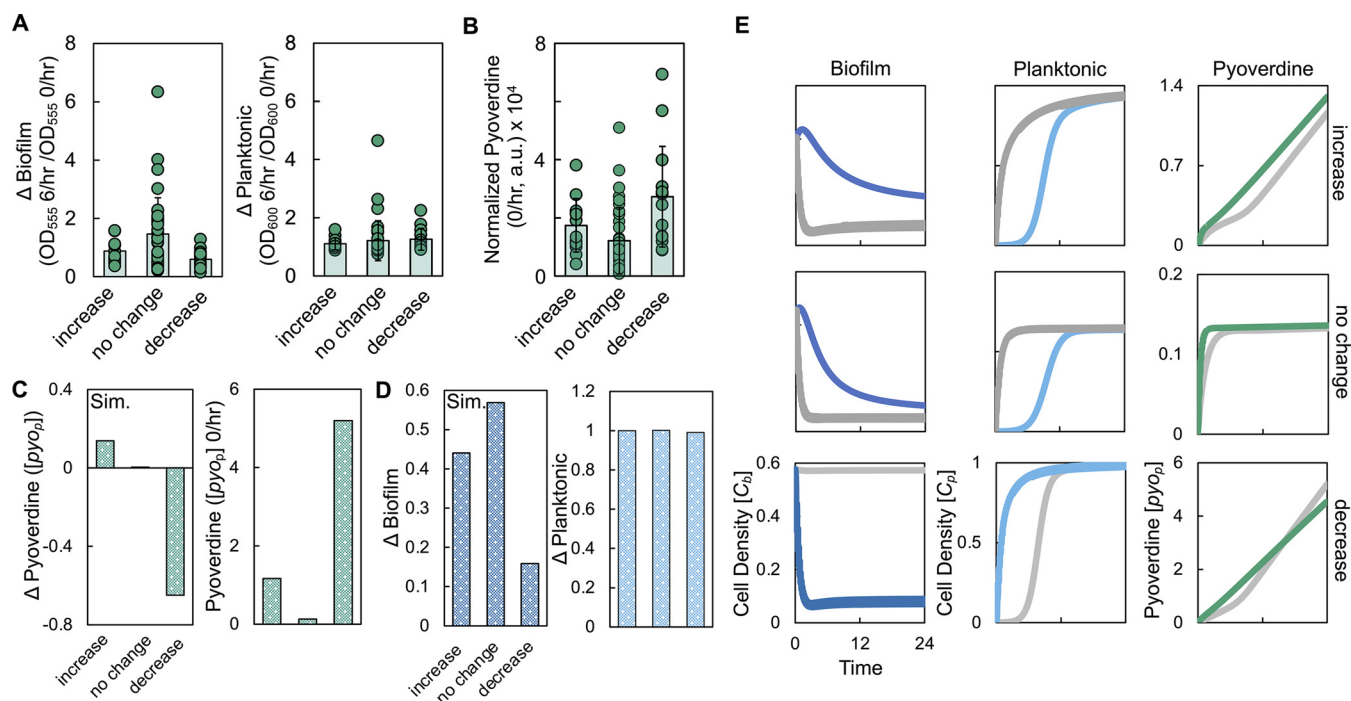 A
Δ Biofilm
(OD555 6/hr /OD555 0/hr)
8
6
4
2
0
increase
no change
decrease
Δ Planktonic
(OD600 6/hr /OD600 0/hr)
8
6
4
2
0
increase
no change
decrease
B
Normalized Pyoverdine
(0/hr, a.u.) x 10^4
8
4
0
increase
no change
decrease
C
Δ Pyoverdine ([pyop])
Sim.
0.4
0
-0.4
-0.8
increase
no change
decrease
Pyoverdine ([pyop] 0/hr)
6
4
2
0
D
Δ Biofilm
Sim.
0.6
0.5
0.4
0.3
0.2
0.1
0
increase
no change
decrease
Δ Planktonic
1.2
1.0
0.8
0.6
0.4
0.2
0
E
Biofilm
Planktonic
Pyoverdine
1.4
0.7
0
increase
0.2
0.1
0
no change
Cell Density [Cb]
0.6
0.4
0.2
0
0
12
24
Time
Cell Density [Cp]
1
0.5
0
Pyoverdine [pyop]
6
4
2
0
decrease